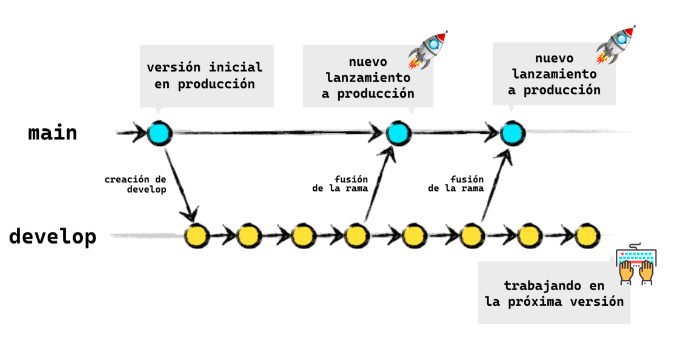 versión inicial
en producción
nuevo
lanzamiento
a producción
nuevo
lanzamiento
a producción
main
creación de
develop
fusión
de la rama
fusión
de la rama
develop
trabajando en
la próxima versión